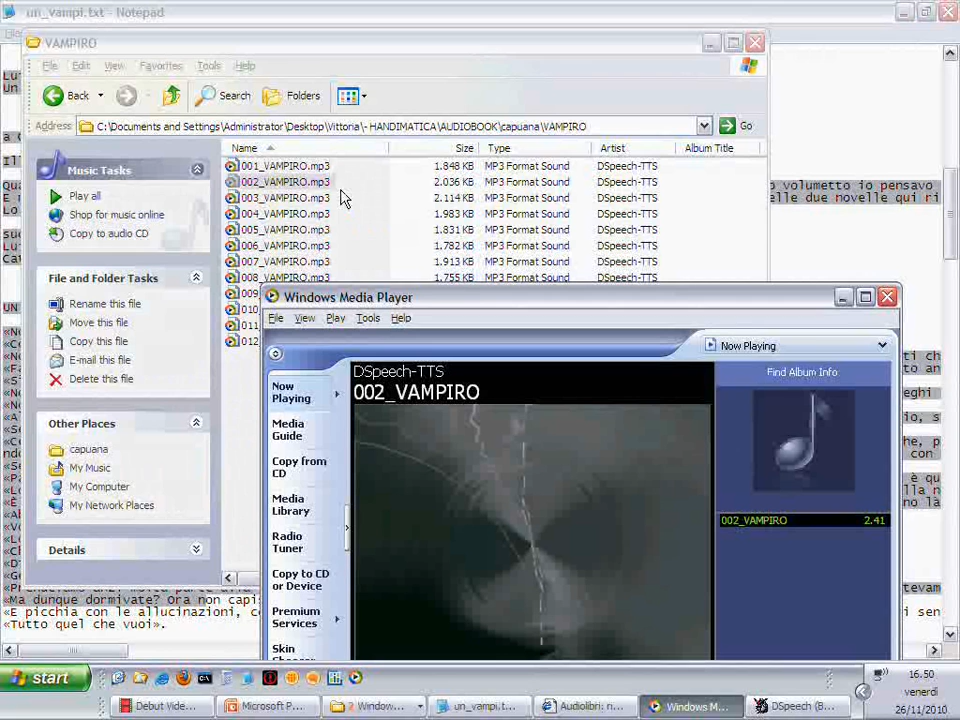 un_vampi.txt - Notepad
VAMPIRO
File Edit View Favorites Tools Help
Back Search Folders
Address C:\Documents and Settings\Administrator\Desktop\Vittoria\- HANDIMATICA\AUDIOBOOK\capuana\VAMPIRO Go
Music Tasks
Play all
Shop for music online
Copy to audio CD
File and Folder Tasks
Rename this file
Move this file
Copy this file
E-mail this file
Delete this file
Other Places
capuana
My Music
My Computer
My Network Places
Details
Name Size Type Artist Album Title
001_VAMPIRO.mp3 1.848 KB MP3 Format Sound DSpeech-TTS
002_VAMPIRO.mp3 2.036 KB MP3 Format Sound DSpeech-TTS
003_VAMPIRO.mp3 2.114 KB MP3 Format Sound DSpeech-TTS
004_VAMPIRO.mp3 1.983 KB MP3 Format Sound DSpeech-TTS
005_VAMPIRO.mp3 1.831 KB MP3 Format Sound DSpeech-TTS
006_VAMPIRO.mp3 1.782 KB MP3 Format Sound DSpeech-TTS
007_VAMPIRO.mp3 1.913 KB MP3 Format Sound DSpeech-TTS
008_VAMPIRO.mp3 1.755 KB MP3 Format Sound DSpeech-TTS
009
010
011
012
volumetto io pensavo
elle due novelle qui ri
Windows Media Player
File View Play Tools Help
Now Playing
Now
Playing
Media
Guide
Copy from
CD
Media
Library
Radio
Tuner
Copy to CD
or Device
Premium
Services
Skin
DSpeech-TTS
002_VAMPIRO
Find Album Info
002_VAMPIRO 2.41
«Ma dunque dormivate? Ora non capis
«E picchia con le allucinazioni, c
«Tutto quel che vuoi».
start
Debut Vide...
Microsoft P...
2 Window...
un_vampi.t...
Audiolibri: n...
Windows M...
DSpeech (B...
16.50
venerdì
26/11/2010